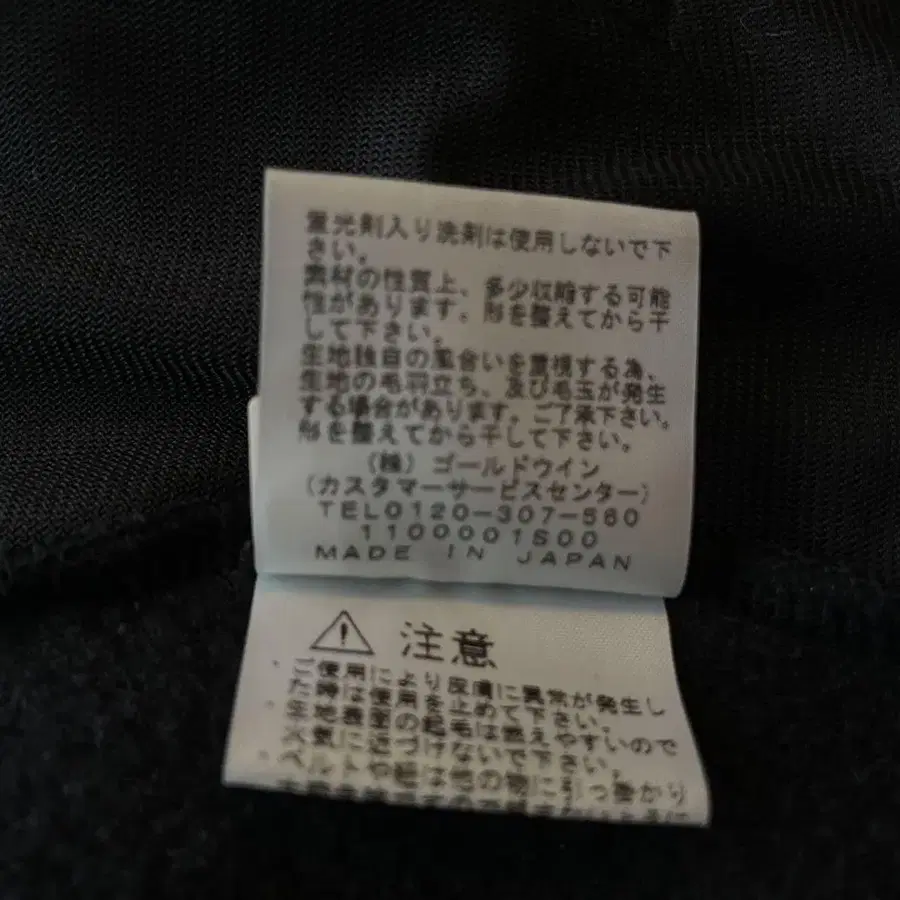 蛍光剤入り洗剤は使用しないで下
さい。
素材の性質上、多少収縮する可能
性があります。形を整えてから干
して下さい。
生地独自の風合いを重視する為、
生地の毛羽立ち、及び毛玉が発生
する場合があります。ご了承下さい。
形を整えてから干して下さい。
(株) ゴールドウイン
(カスタマーサービスセンター)
TEL0120-307-560
1100001S00
MADE IN JAPAN
⚠ 注意
・ご使用により皮膚に異常が発生し
た時は使用を止めて下さい。
・生地表面の起毛は燃えやすいので
火気に近づけないで下さい。
・ベルトや紐は他の物に引っ掛かり